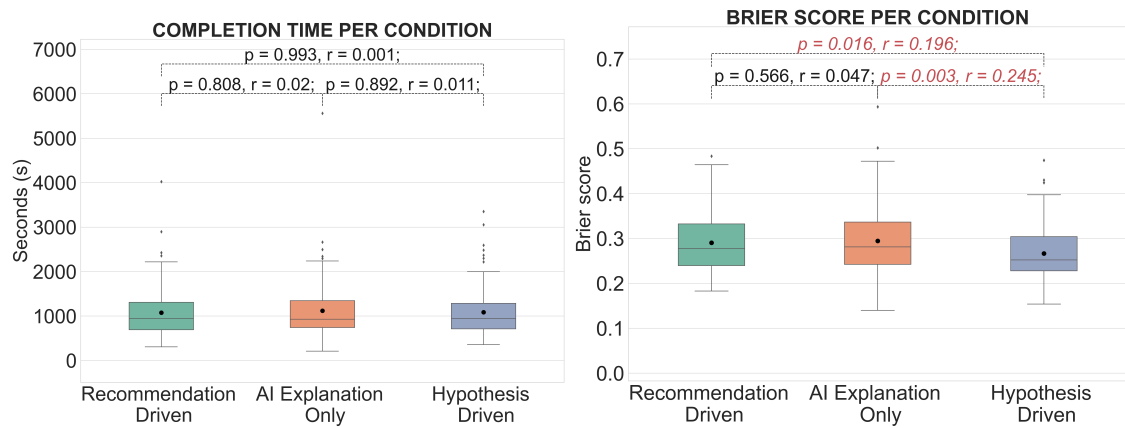 COMPLETION TIME PER CONDITION
p = 0.993, r = 0.001;
p = 0.808, r = 0.02; p = 0.892, r = 0.011;
Seconds (s)
7000
6000
5000
4000
3000
2000
1000
0
Recommendation
Driven
AI Explanation
Only
Hypothesis
Driven
BRIER SCORE PER CONDITION
p = 0.016, r = 0.196;
p = 0.566, r = 0.047; p = 0.003, r = 0.245;
Brier score
0.7
0.6
0.5
0.4
0.3
0.2
0.1
0.0
Recommendation
Driven
AI Explanation
Only
Hypothesis
Driven